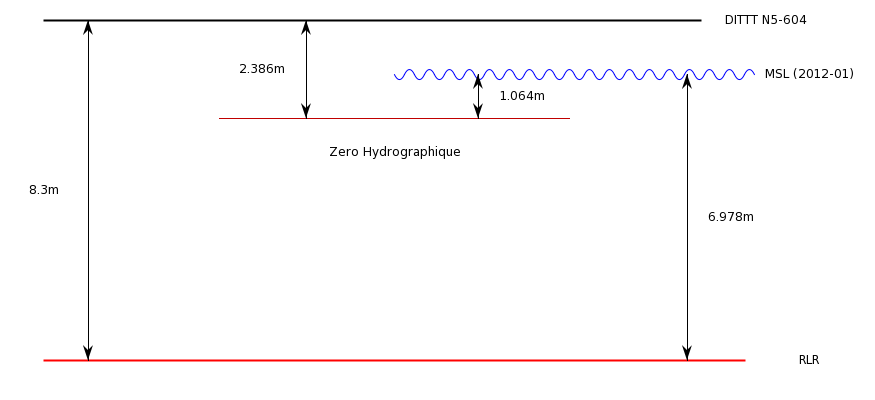 DITTT N5-604
2.386m
MSL (2012-01)
1.064m
Zero Hydrographique
8.3m
6.978m
RLR